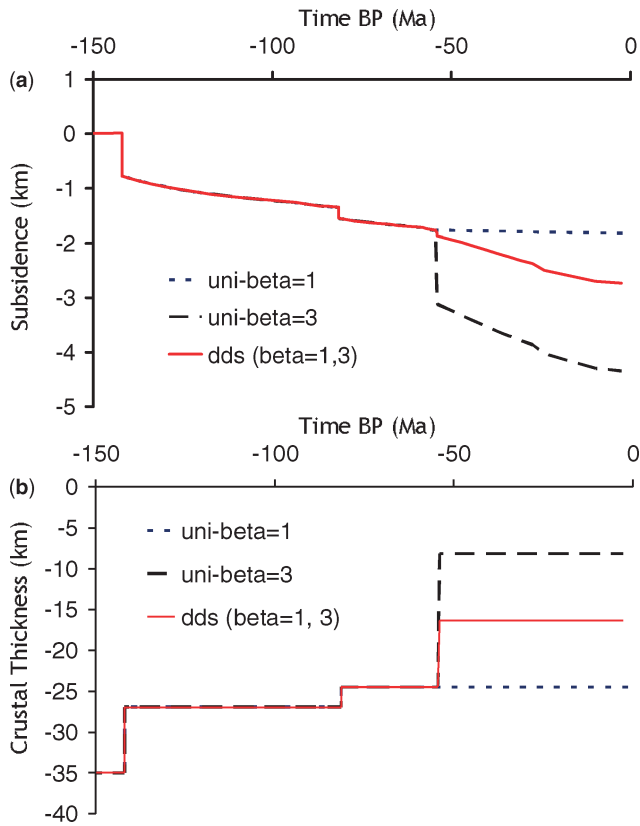 Time BP (Ma)
-150 -100 -50 0
(a)
1
0
-1
-2
-3
-4
-5
Subsidence (km)
uni-beta=1
uni-beta=3
dds (beta=1,3)
Time BP (Ma)
-150 -100 -50 0
(b)
0
-5
-10
-15
-20
-25
-30
-35
-40
Crustal Thickness (km)
uni-beta=1
uni-beta=3
dds (beta=1, 3)